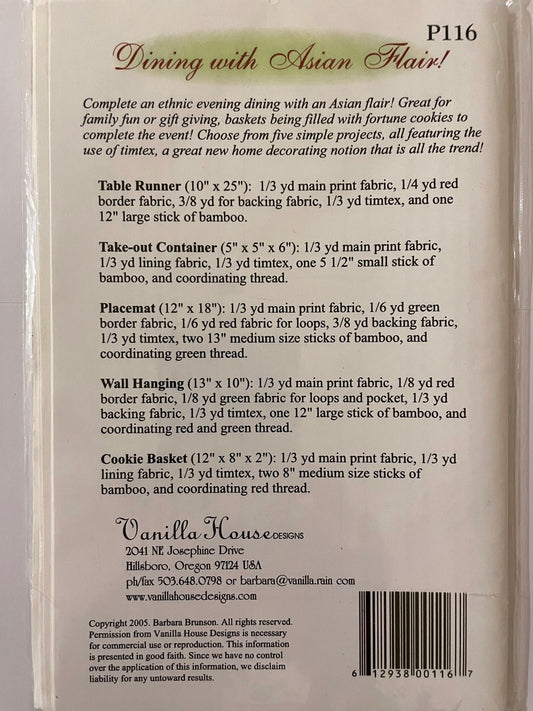 P116
Dining with Asian Flair!
Complete an ethnic evening dining with an Asian flair! Great for
family fun or gift giving, baskets being filled with fortune cookies to
complete the event! Choose from five simple projects, all featuring the
use of timtex, a great new home decorating notion that is all the trend!
Table Runner (10" x 25"): 1/3 yd main print fabric, 1/4 yd red
border fabric, 3/8 yd for backing fabric, 1/3 yd timtex, and one
12" large stick of bamboo.
Take-out Container (5" x 5" x 6"): 1/3 yd main print fabric,
1/3 yd lining fabric, 1/3 yd timtex, one 5 1/2" small stick of
bamboo, and coordinating thread.
Placemat (12" x 18"): 1/3 yd main print fabric, 1/6 yd green
border fabric, 1/6 yd red fabric for loops, 3/8 yd backing fabric,
1/3 yd timtex, two 13" medium size sticks of bamboo, and
coordinating green thread.
Wall Hanging (13" x 10"): 1/3 yd main print fabric, 1/8 yd red
border fabric, 1/8 yd green fabric for loops and pocket, 1/3 yd
backing fabric, 1/3 yd timtex, one 12" large stick of bamboo, and
coordinating red and green thread.
Cookie Basket (12" x 8" x 2"): 1/3 yd main print fabric, 1/3 yd
lining fabric, 1/3 yd timtex, two 8" medium size sticks of
bamboo, and coordinating red thread.
Vanilla House DESIGNS
2041 NE Josephine Drive
Hillsboro, Oregon 97124 USA
ph/fax 503.648.0798 or barbara@vanilla.rain.com
www.vanillahousedesigns.com
Copyright 2005. Barbara Brunson. All rights reserved.
Permission from Vanilla House Designs is necessary
for commercial use or reproduction. This information
is presented in good faith. Since we have no control
over the application of this information, we disclaim
liability for any untoward results.
6 12938 00116 7